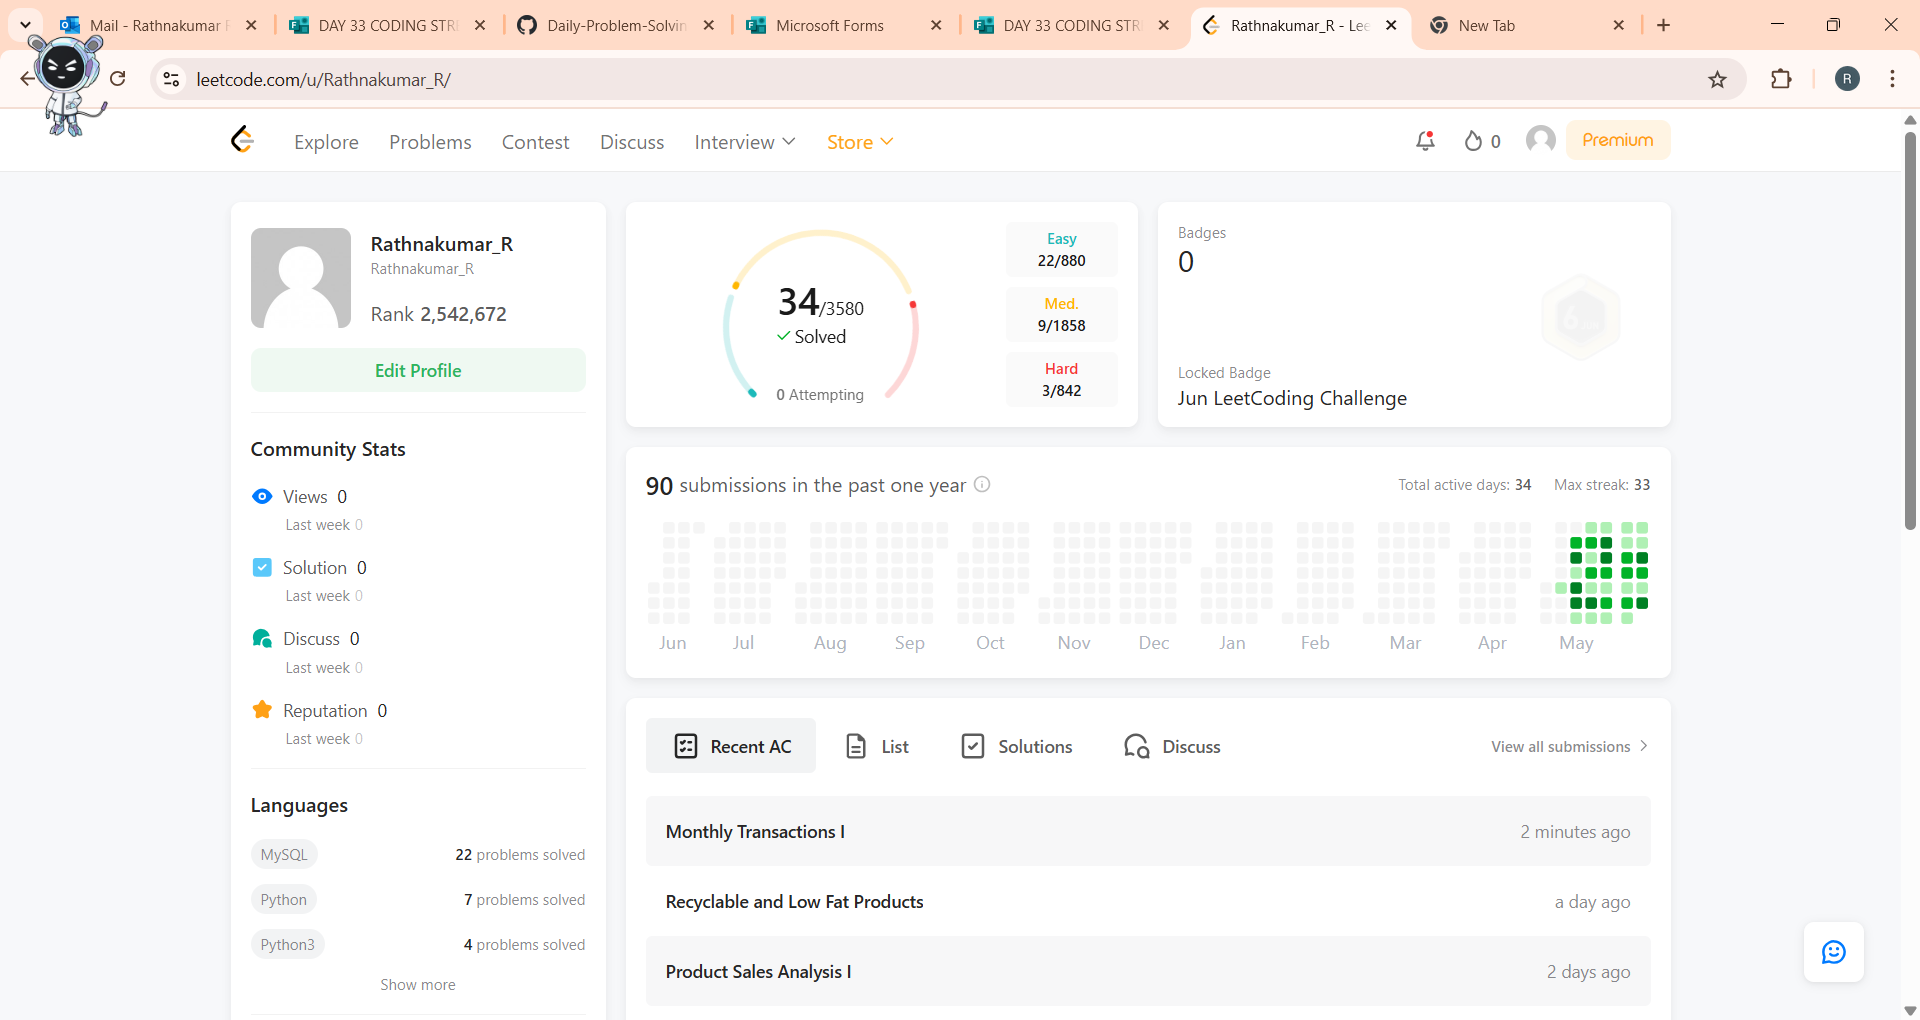 Mail - Rathnakumar
DAY 33 CODING STR
Daily-Problem-Solvin
Microsoft Forms
DAY 33 CODING STR
Rathnakumar_R - Lee
New Tab
leetcode.com/u/Rathnakumar_R/
R
Explore
Problems
Contest
Discuss
Interview
Store
0
Premium
Rathnakumar_R
Rathnakumar_R
Rank 2,542,672
Edit Profile
Community Stats
Views 0
Last week 0
Solution 0
Last week 0
Discuss 0
Last week 0
Reputation 0
Last week 0
Languages
MySQL 22 problems solved
Python 7 problems solved
Python3 4 problems solved
Show more
34/3580
Solved
0 Attempting
Easy
22/880
Med.
9/1858
Hard
3/842
Badges
0
Locked Badge
Jun LeetCoding Challenge
90 submissions in the past one year
Total active days: 34 Max streak: 33
Jun Jul Aug Sep Oct Nov Dec Jan Feb Mar Apr May
Recent AC
List
Solutions
Discuss
View all submissions
Monthly Transactions I 2 minutes ago
Recyclable and Low Fat Products a day ago
Product Sales Analysis I 2 days ago